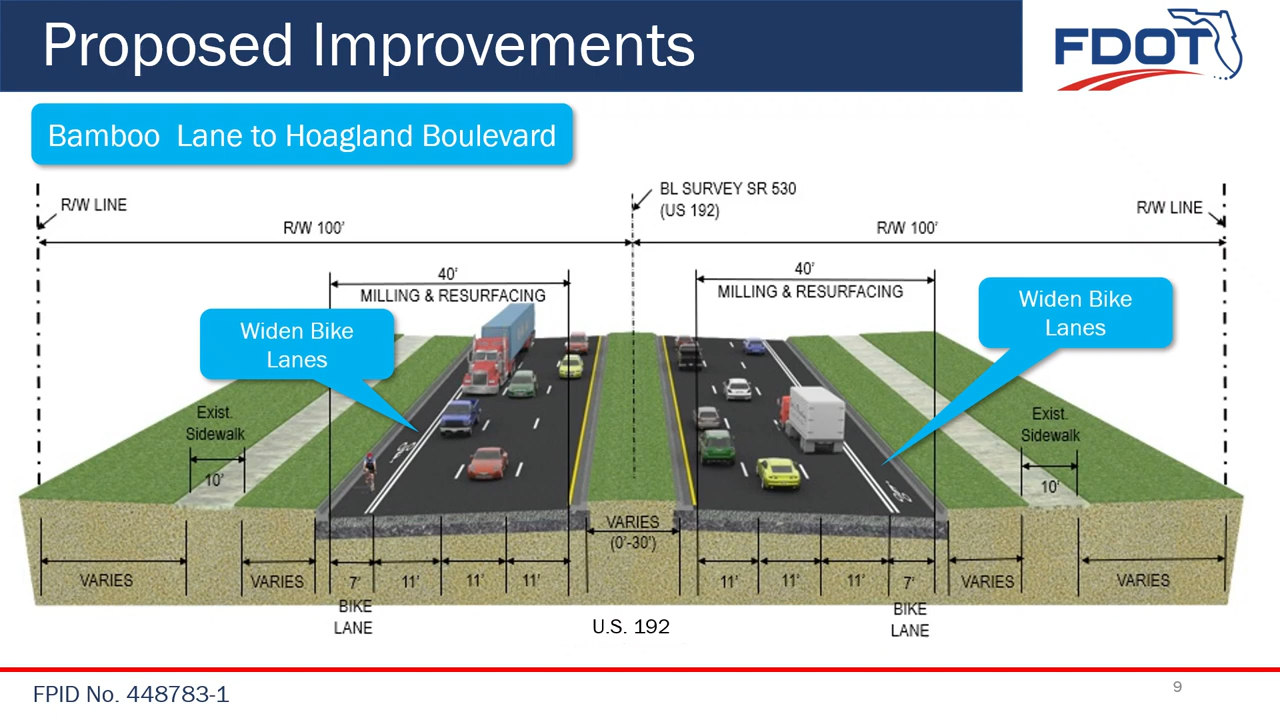 Proposed Improvements
FDOT
Bamboo Lane to Hoagland Boulevard
R/W LINE
BL SURVEY SR 530
(US 192)
R/W LINE
R/W 100'
R/W 100'
40'
MILLING & RESURFACING
40'
MILLING & RESURFACING
Widen Bike
Lanes
Widen Bike
Lanes
Exist.
Sidewalk
10'
Exist.
Sidewalk
10'
VARIES
(0'-30')
VARIES
VARIES
7'
11'
11'
11'
11'
11'
11'
7'
VARIES
VARIES
BIKE
LANE
BIKE
LANE
U.S. 192
FPID No. 448783-1
9